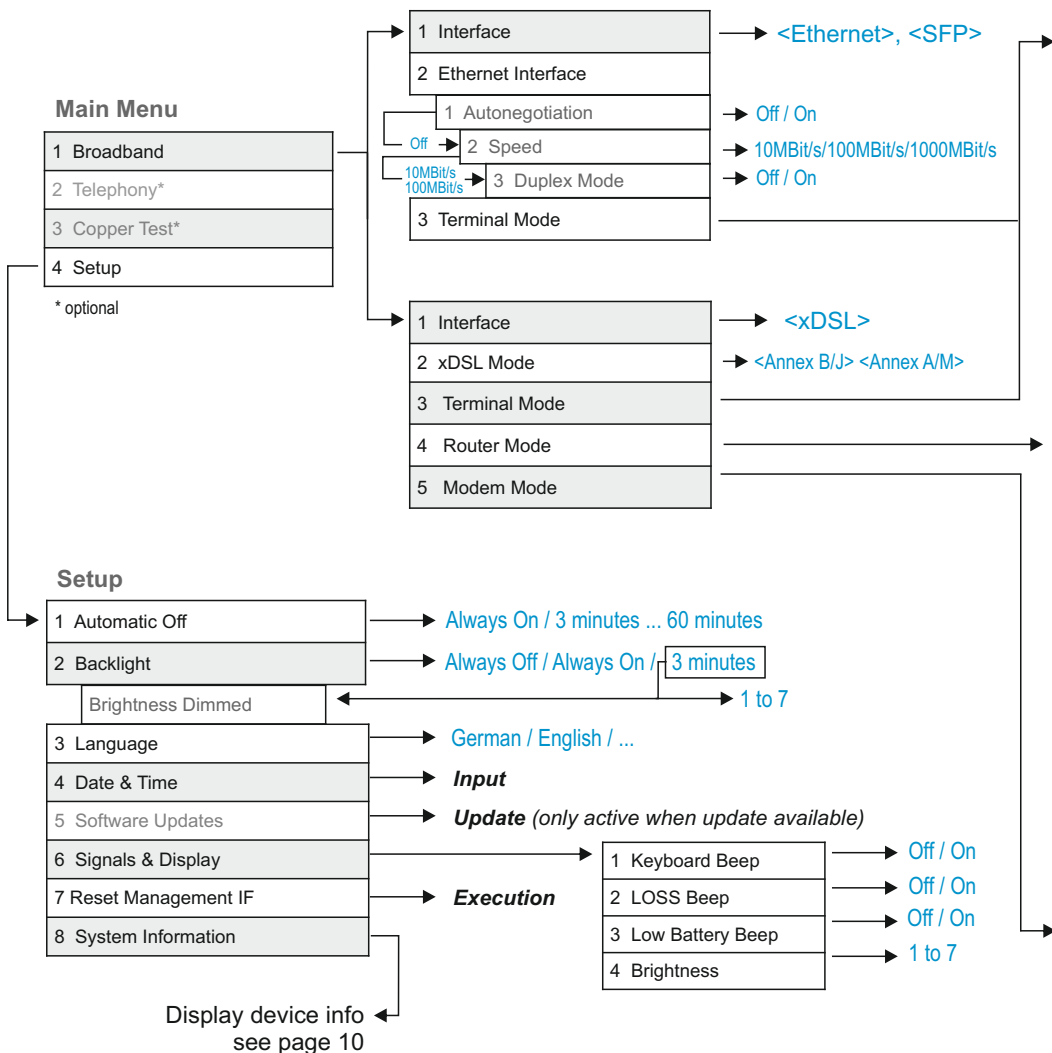 Main Menu
1 Broadband
2 Telephony*
3 Copper Test*
4 Setup
* optional
1 Interface
<Ethernet>, <SFP>
2 Ethernet Interface
1 Autonegotiation
Off / On
Off
2 Speed
10MBit/s/100MBit/s/1000MBit/s
10MBit/s
100MBit/s
3 Duplex Mode
Off / On
3 Terminal Mode
1 Interface
<xDSL>
2 xDSL Mode
<Annex B/J> <Annex A/M>
3 Terminal Mode
4 Router Mode
5 Modem Mode
Setup
1 Automatic Off
Always On / 3 minutes ... 60 minutes
2 Backlight
Always Off / Always On / 3 minutes
Brightness Dimmed
1 to 7
3 Language
German / English / ...
4 Date & Time
Input
5 Software Updates
Update (only active when update available)
6 Signals & Display
1 Keyboard Beep
Off / On
2 LOSS Beep
Off / On
3 Low Battery Beep
Off / On
4 Brightness
1 to 7
7 Reset Management IF
Execution
8 System Information
Display device info
see page 10